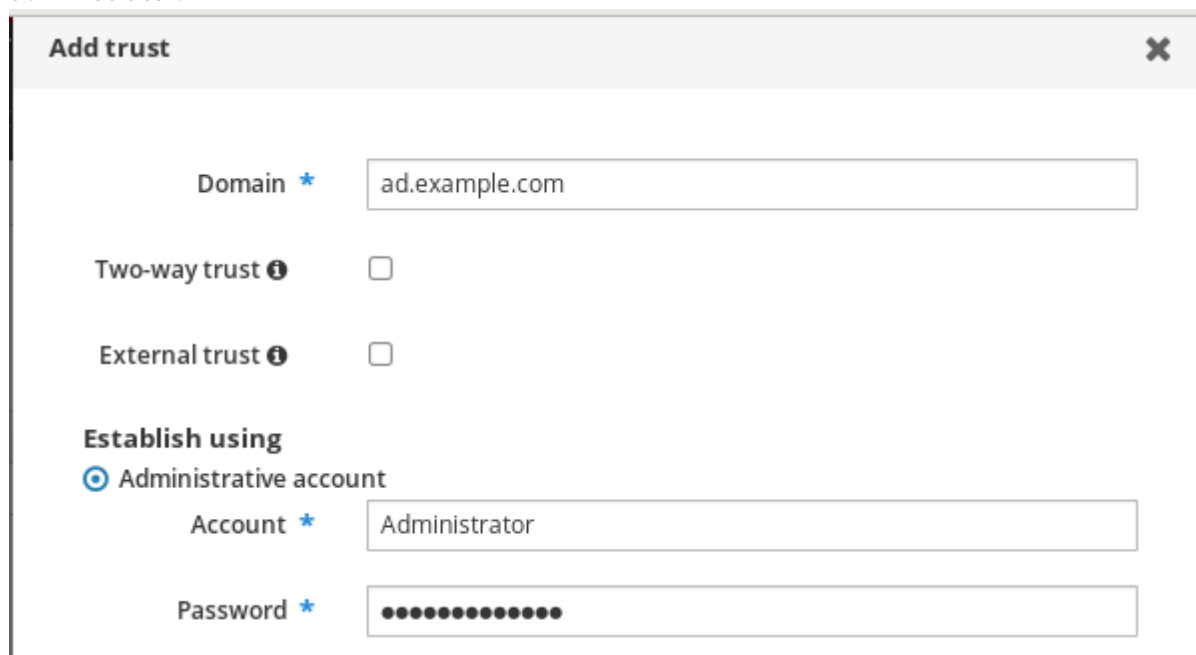 Add trust
Domain *
ad.example.com
Two-way trust
External trust
Establish using
Administrative account
Account *
Administrator
Password *
•••••••••••••